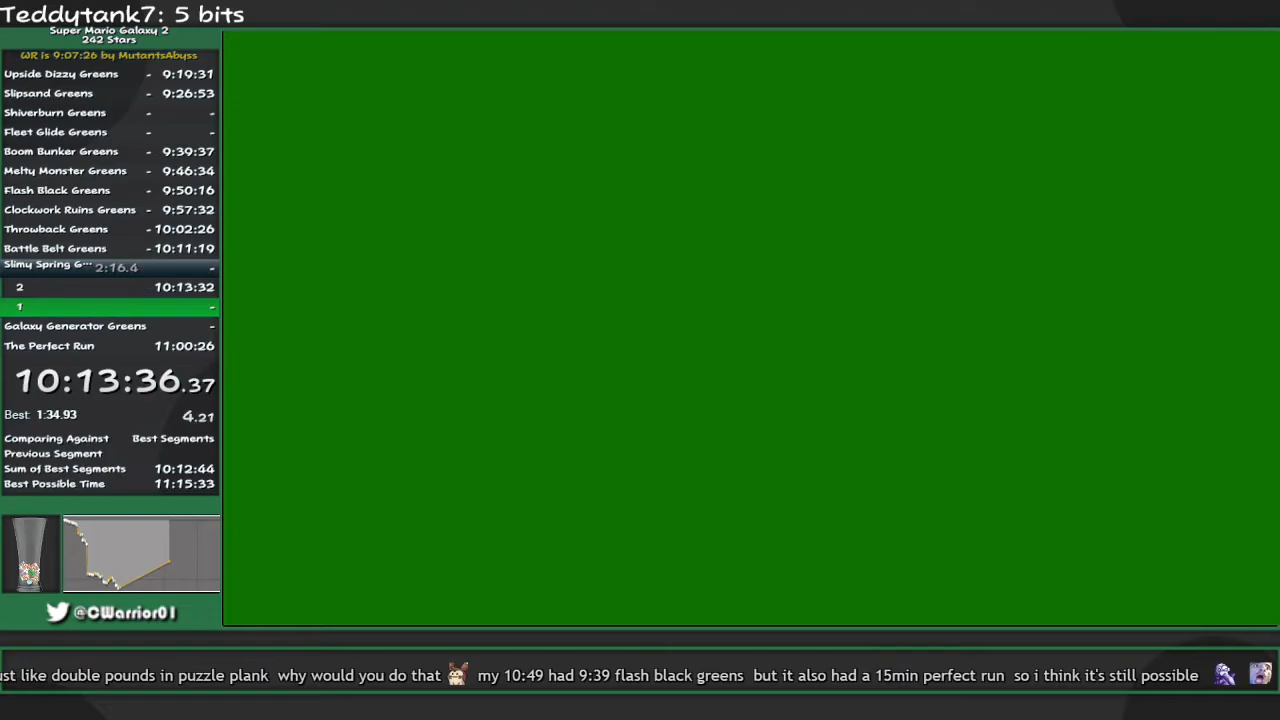 Teddytank7: 5 bits
Super Mario Galaxy 2
242 Stars
WR is 9:07:26 by MutantsAbyss
Upside Dizzy Greens - 9:19:31
Slipsand Greens - 9:26:53
Shiverburn Greens - -
Fleet Glide Greens - -
Boom Bunker Greens - 9:39:37
Melty Monster Greens - 9:46:34
Flash Black Greens - 9:50:16
Clockwork Ruins Greens - 9:57:32
Throwback Greens - 10:02:26
Battle Belt Greens - 10:11:19
Slimy Spring G... 2:16.4 -
2 10:13:32
1 -
Galaxy Generator Greens -
The Perfect Run 11:00:26
10:13:36.37
Best: 1:34.93 4.21
Comparing Against Best Segments
Previous Segment
Sum of Best Segments 10:12:44
Best Possible Time 11:15:33
@CWarrior01
ust like double pounds in puzzle plank why would you do that my 10:49 had 9:39 flash black greens but it also had a 15min perfect run so i think it's still possible